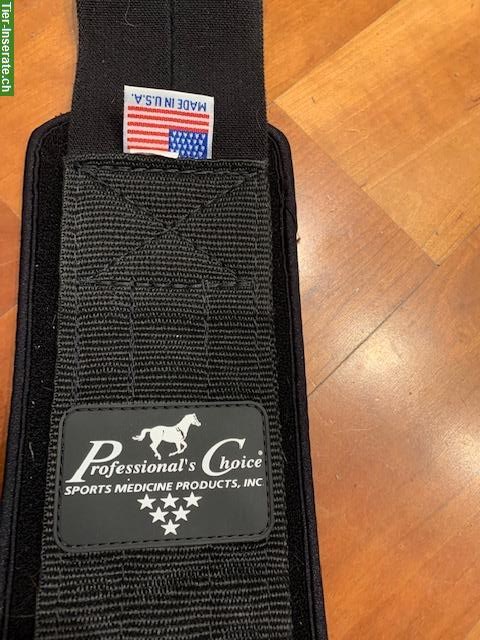 Tier-Inserate.ch
MADE IN U.S.A.
Professional's Choice®
SPORTS MEDICINE PRODUCTS, INC